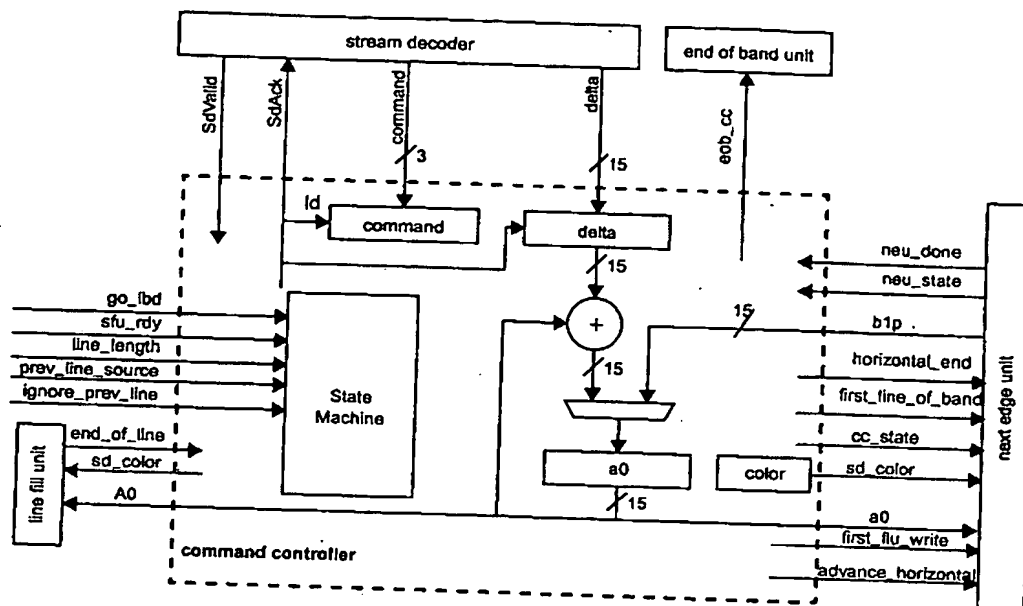 stream decoder
end of band unit
SdValid
SdAck
command
delta
eob_cc
3
15
ld
command
delta
15
neu_done
neu_state
15
b1p
go_lbd
sfu_rdy
line_length
prev_line_source
ignore_prev_line
+
15
State
Machine
horizontal_end
first_line_of_band
cc_state
next edge unit
end_of_line
sd_color
A0
line fill unit
a0
color
sd_color
15
a0
first_flu_write
command controller
advance_horizontal